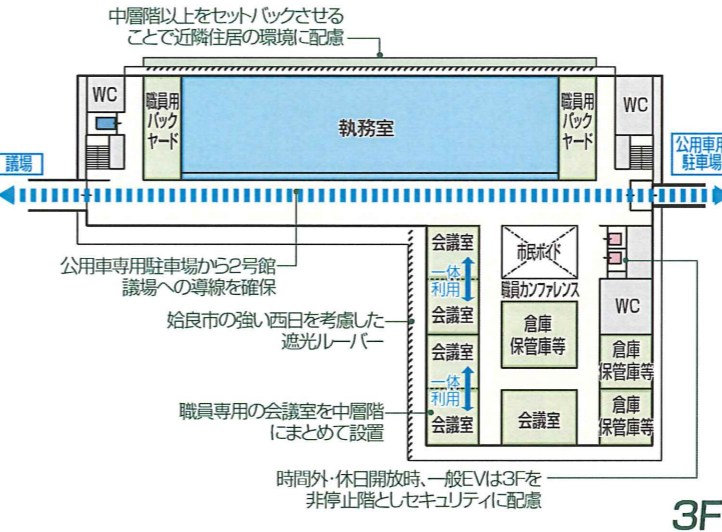 中層階以上をセットバックさせる
ことで近隣住居の環境に配慮
WC
職員用
バック
ヤード
執務室
職員用
バック
ヤード
WC
議場
公用車用
駐車場
公用車専用駐車場から2号館
議場への導線を確保
姶良市の強い西日を考慮した
遮光ルーバー
職員専用の会議室を中層階
にまとめて設置
会議室
一体
利用
会議室
会議室
一体
利用
会議室
市民ボイド
職員カンファレンス
倉庫
保管庫等
会議室
WC
倉庫
保管庫等
倉庫
保管庫等
時間外・休日開放時、一般EVは3Fを
非停止階としセキュリティに配慮
3F